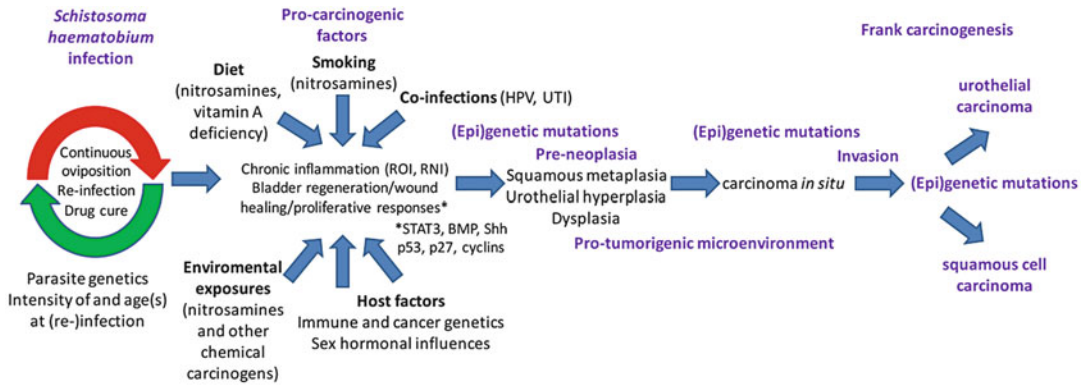 Schistosoma
haematobium
infection
Continuous
oviposition
Re-infection
Drug cure
Parasite genetics
Intensity of and age(s)
at (re-)infection
Pro-carcinogenic
factors
Diet
(nitrosamines,
vitamin A
deficiency)
Smoking
(nitrosamines)
Co-infections (HPV, UTI)
Chronic inflammation (ROI, RNI)
Bladder regeneration/wound
healing/proliferative responses*
*STAT3, BMP, Shh
p53, p27, cyclins
Enviromental
exposures
(nitrosamines
and other
chemical
carcinogens)
Host factors
Immune and cancer genetics
Sex hormonal influences
(Epi)genetic mutations
Pre-neoplasia
Squamous metaplasia
Urothelial hyperplasia
Dysplasia
Pro-tumorigenic microenvironment
(Epi)genetic mutations
carcinoma in situ
Invasion
(Epi)genetic mutations
Frank carcinogenesis
urothelial
carcinoma
squamous cell
carcinoma